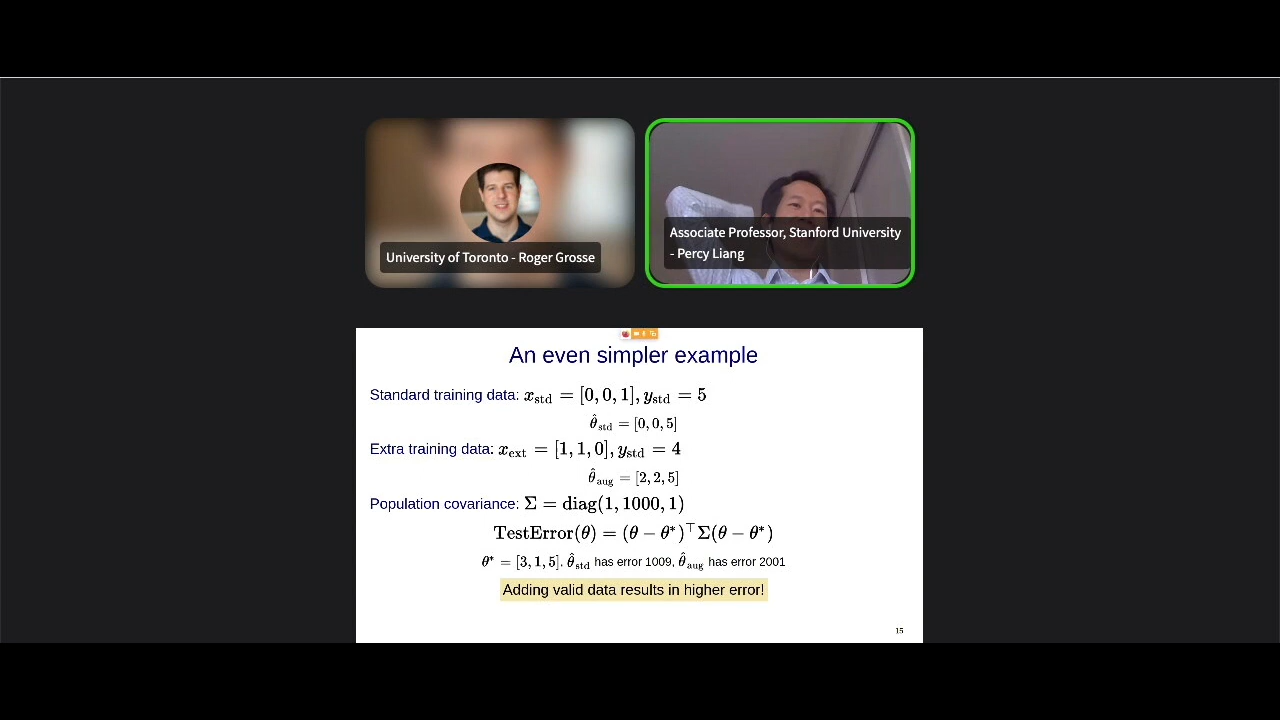 University of Toronto - Roger Grosse
Associate Professor, Stanford University
- Percy Liang
An even simpler example
Standard training data: x_std = [0, 0, 1], y_std = 5
θ̂_std = [0, 0, 5]
Extra training data: x_ext = [1, 1, 0], y_std = 4
θ̂_aug = [2, 2, 5]
Population covariance: Σ = diag(1, 1000, 1)
TestError(θ) = (θ − θ*)^⊤Σ(θ − θ*)
θ* = [3, 1, 5]. θ̂_std has error 1009, θ̂_aug has error 2001
Adding valid data results in higher error!
15